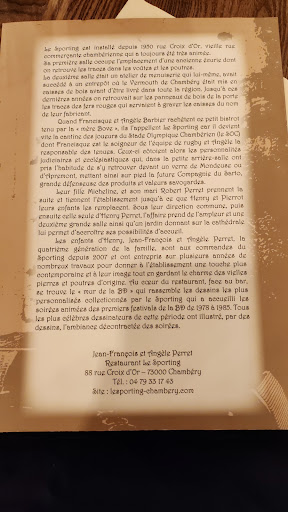 Le Sporting est installé depuis 1930 rue Croix d'Or, vieille rue
commerçante chambérienne qui a toujours été très animée.
Sa première salle occupe l'emplacement d'une ancienne écurie dont
on retrouve les traces dans les voûtes et les poutres.
La deuxième salle était un atelier de menuiserie qui lui-même, avait
succédé à un entrepôt où le Vermouth de Chambéry était mis en
caisses de bois avant d'être livré dans toute la région. Jusqu'à ces
dernières années on retrouvait sur les panneaux de bois de la porte
les traces des fers rouges qui servaient à graver les caisses du nom
de leur fabricant.
Quand Francisque et Angèle Barbier rachètent ce petit bistrot
tenu par la « mère Bove », ils l'appellent le Sporting car il devient
vite la cantine des joueurs du Stade Olympique Chambérien (le SOC)
dont Francisque est le soigneur de l'équipe de rugby et Angèle la
responsable des tenues. Ceux-ci côtoient alors les personnalités
judiciaires et ecclésiastiques qui, dans la petite arrière-salle ont
pris l'habitude de s'y retrouver devant un verre de Mondeuse ou
d'Apremont, mettant ainsi sur pied la future Compagnie du Sarto,
grande défenseuse des produits et valeurs savoyardes.
Leur fille Micheline, et son mari Robert Perret prennent la
suite et tiennent l'établissement jusqu'à ce que Henry et Pierrot
leurs enfants les remplacent. Sous leur direction commune, puis
ensuite celle seule d'Henry Perret, l'affaire prend de l'ampleur et une
deuxième grande salle ainsi qu'un jardin donnant sur la cathédrale
lui permet d'accroître ses possibilités d'accueil.
Les enfants d'Henry, Jean-François et Angèle Perret, la
quatrième génération de la famille, sont aux commandes du
Sporting depuis 2007 et ont entrepris sur plusieurs années de
nombreux travaux pour donner à l'établissement une touche plus
contemporaine et à leur image tout en gardant le charme des vieilles
pierres et poutres d'origine. Au cœur du restaurant, face au bar,
se trouve le « mur de la BD » qui rassemble les dessins les plus
personnalisés collectionnés par le Sporting qui a accueilli les
soirées animées des premiers festivals de la BD de 1978 à 1985. Tous
les plus célèbres dessinateurs de cette période ont illustré, par des
dessins, l'ambiance décontractée des soirées.
Jean-François et Angèle Perret
Restaurant Le Sporting
88 rue Croix d'Or – 73000 Chambéry
Tél. : 04 79 33 17 43
Site : lesporting-chambery.com